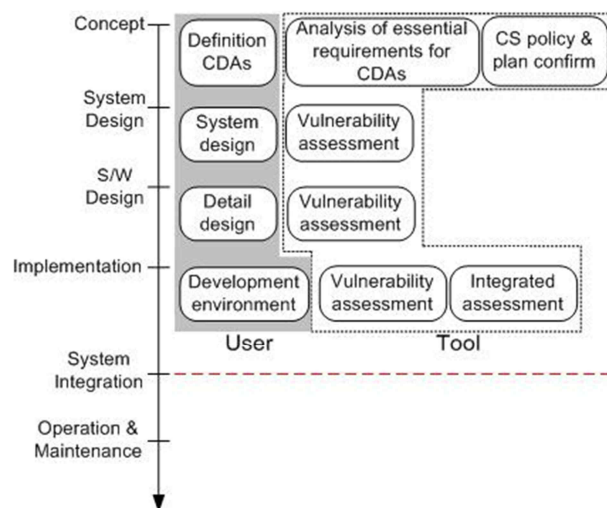 Concept
Definition
CDAs
Analysis of essential
requirements for
CDAs
CS policy &
plan confirm
System
Design
System
design
Vulnerability
assessment
S/W
Design
Detail
design
Vulnerability
assessment
Implementation
Development
environment
Vulnerability
assessment
Integrated
assessment
User
Tool
System
Integration
Operation &
Maintenance